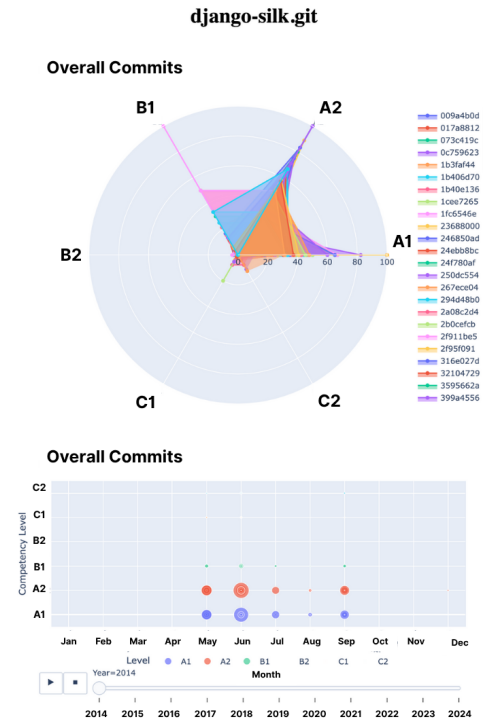 django-silk.git
Overall Commits
B1
A2
A1
B2
C1
C2
0
20
40
60
80
100
009a4b0d
017a8812
073c419c
0c759623
1b3faf44
1b406d70
1b40e136
1cee7265
1fc6546e
23688000
246850ad
24ebb8bc
24f780af
250dc554
267ece04
294d48b0
2a08c2d4
2b0cefcb
2f911be5
2f95f091
316e027d
32104729
3595662a
399a4556
Overall Commits
Competency Level
C2
C1
B2
B1
A2
A1
Jan Feb Mar Apr May Jun Jul Aug Sep Oct Nov Dec
Level A1 A2 B1 B2 C1 C2
Month
Year=2014
2014 2015 2016 2017 2018 2019 2020 2021 2022 2023 2024